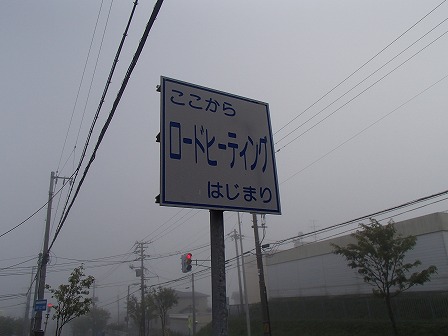 ここから
ロードヒーティング
はじまり